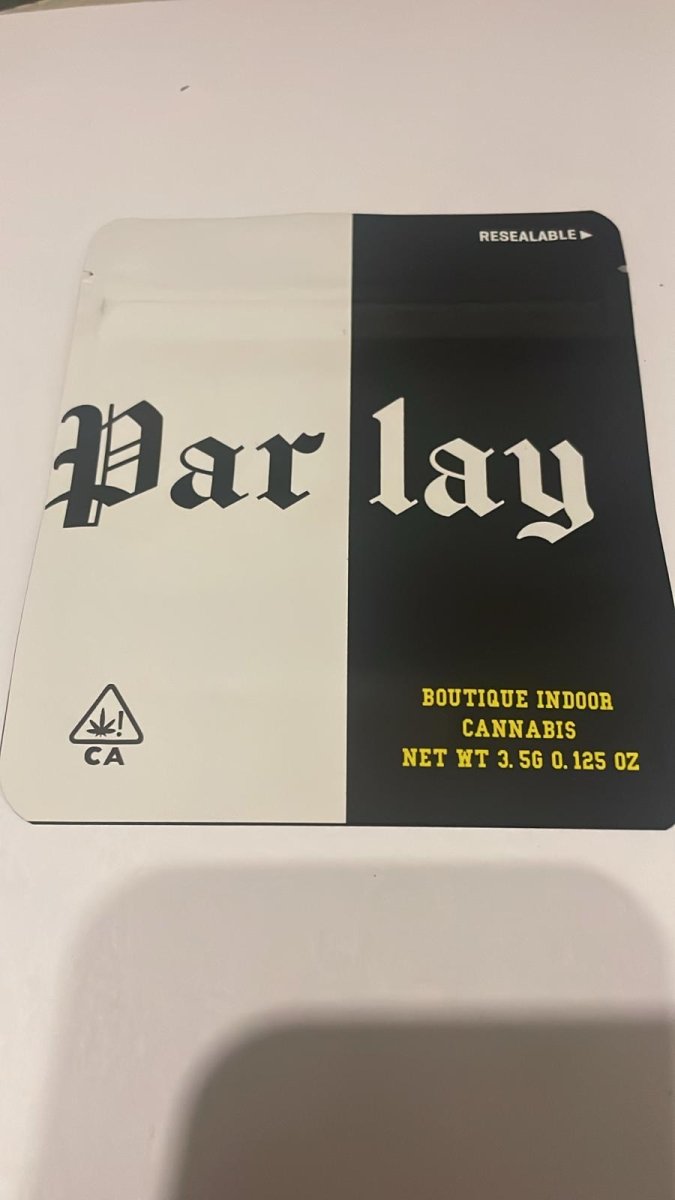 RESEALABLE▶
Parlay
CA
BOUTIQUE INDOOR
CANNABIS
NET WT 3.5G 0.125 OZ